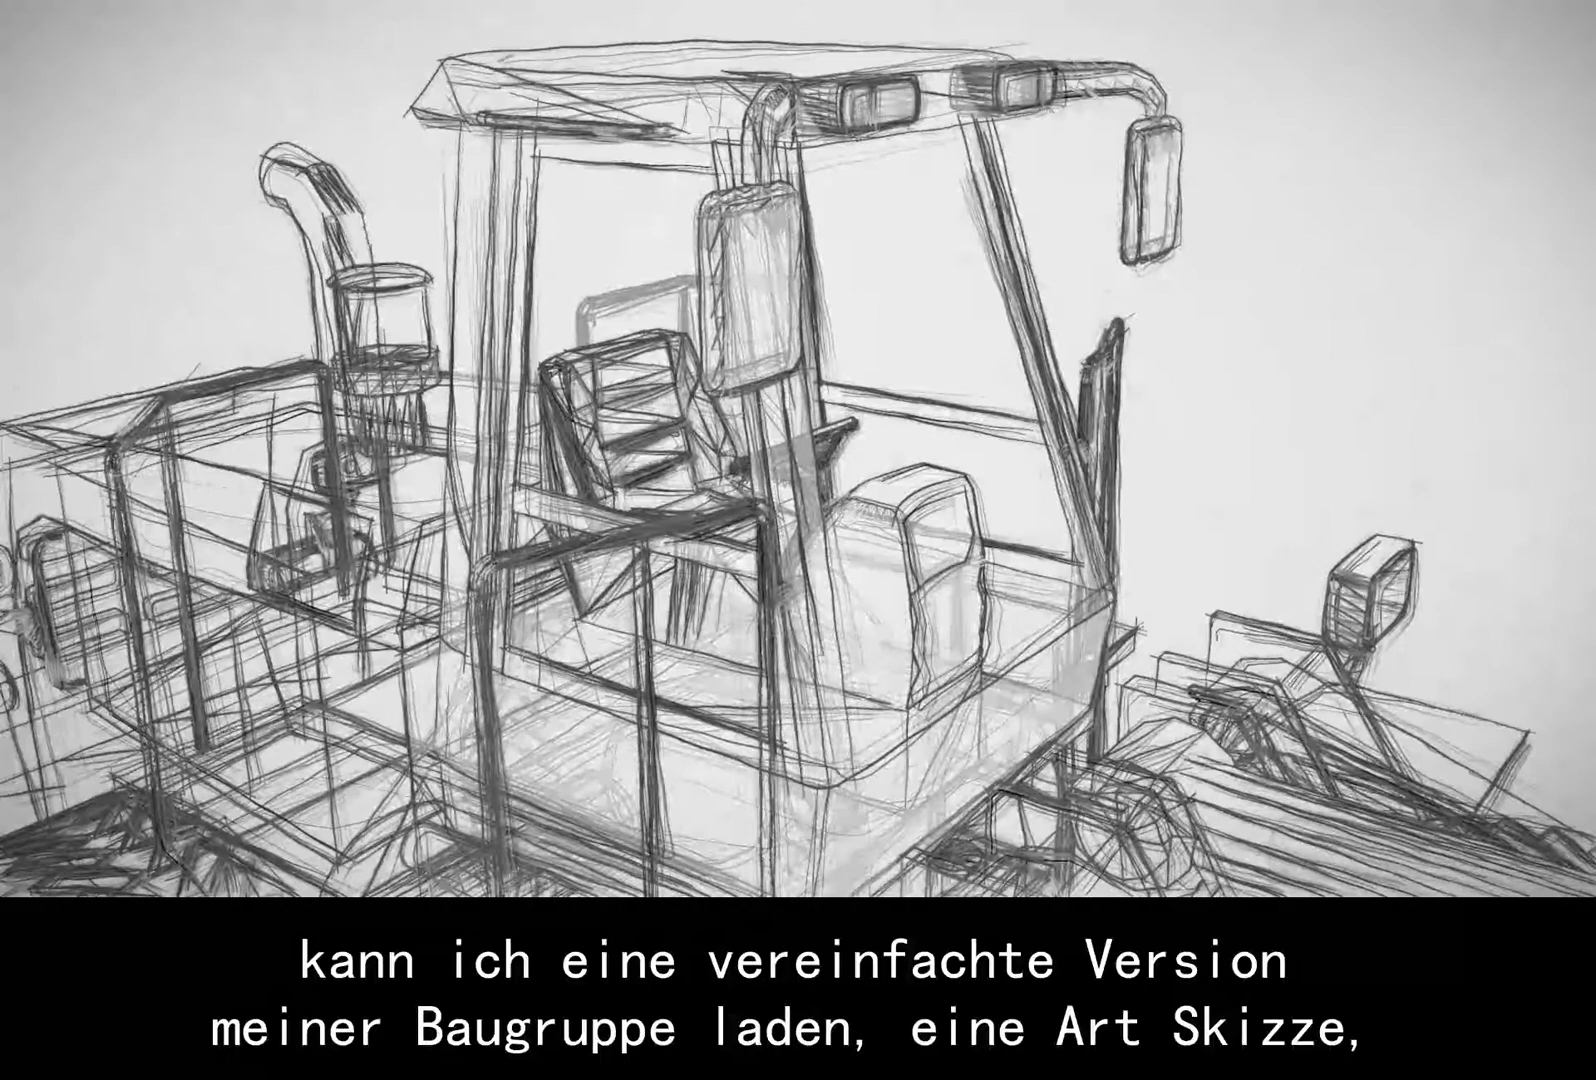 kann ich eine vereinfachte Version
meiner Baugruppe laden, eine Art Skizze,